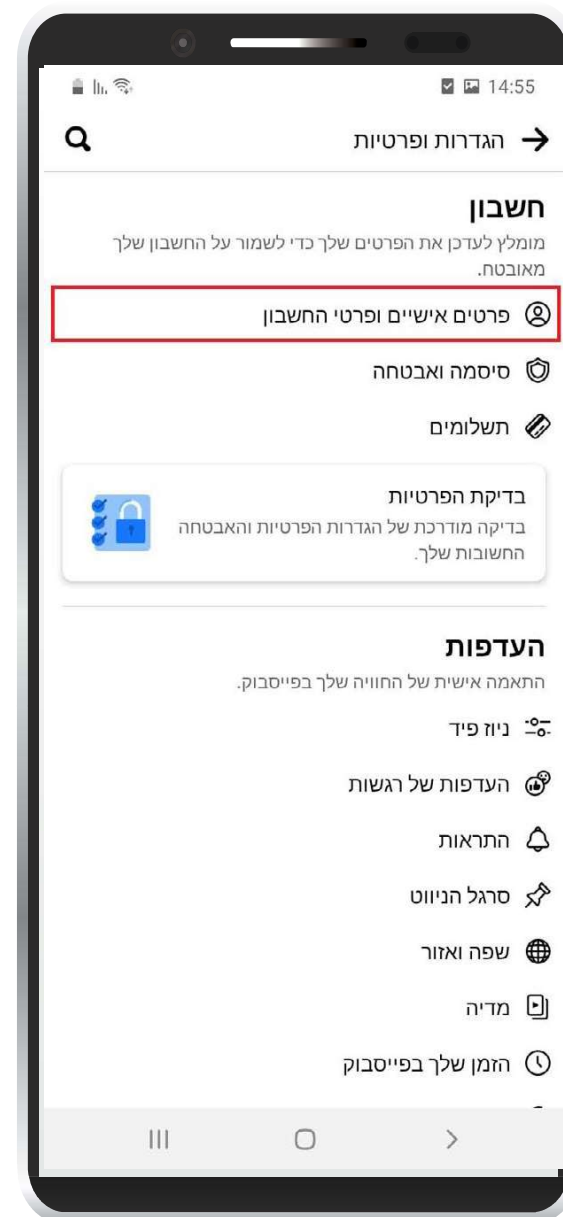 14:55
הגדרות ופרטיות
חשבון
מומלץ לעדכן את הפרטים שלך כדי לשמור על החשבון שלך
מאובטח.
פרטים אישיים ופרטי החשבון
סיסמה ואבטחה
תשלומים
בדיקת הפרטיות
בדיקה מודרכת של הגדרות הפרטיות והאבטחה
החשובות שלך.
העדפות
התאמה אישית של החוויה שלך בפייסבוק.
ניוז פיד
העדפות של רגשות
התראות
סרגל הניווט
שפה ואזור
מדיה
הזמן שלך בפייסבוק